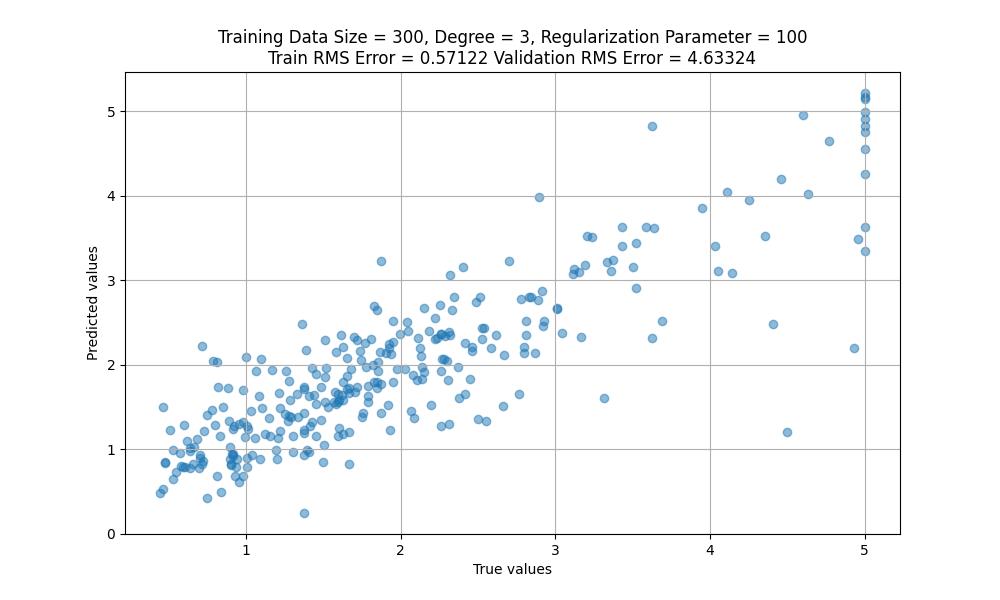 Training Data Size = 300, Degree = 3, Regularization Parameter = 100
Train RMS Error = 0.57122 Validation RMS Error = 4.63324
5
4
3
2
1
0
Predicted values
1 2 3 4 5
True values